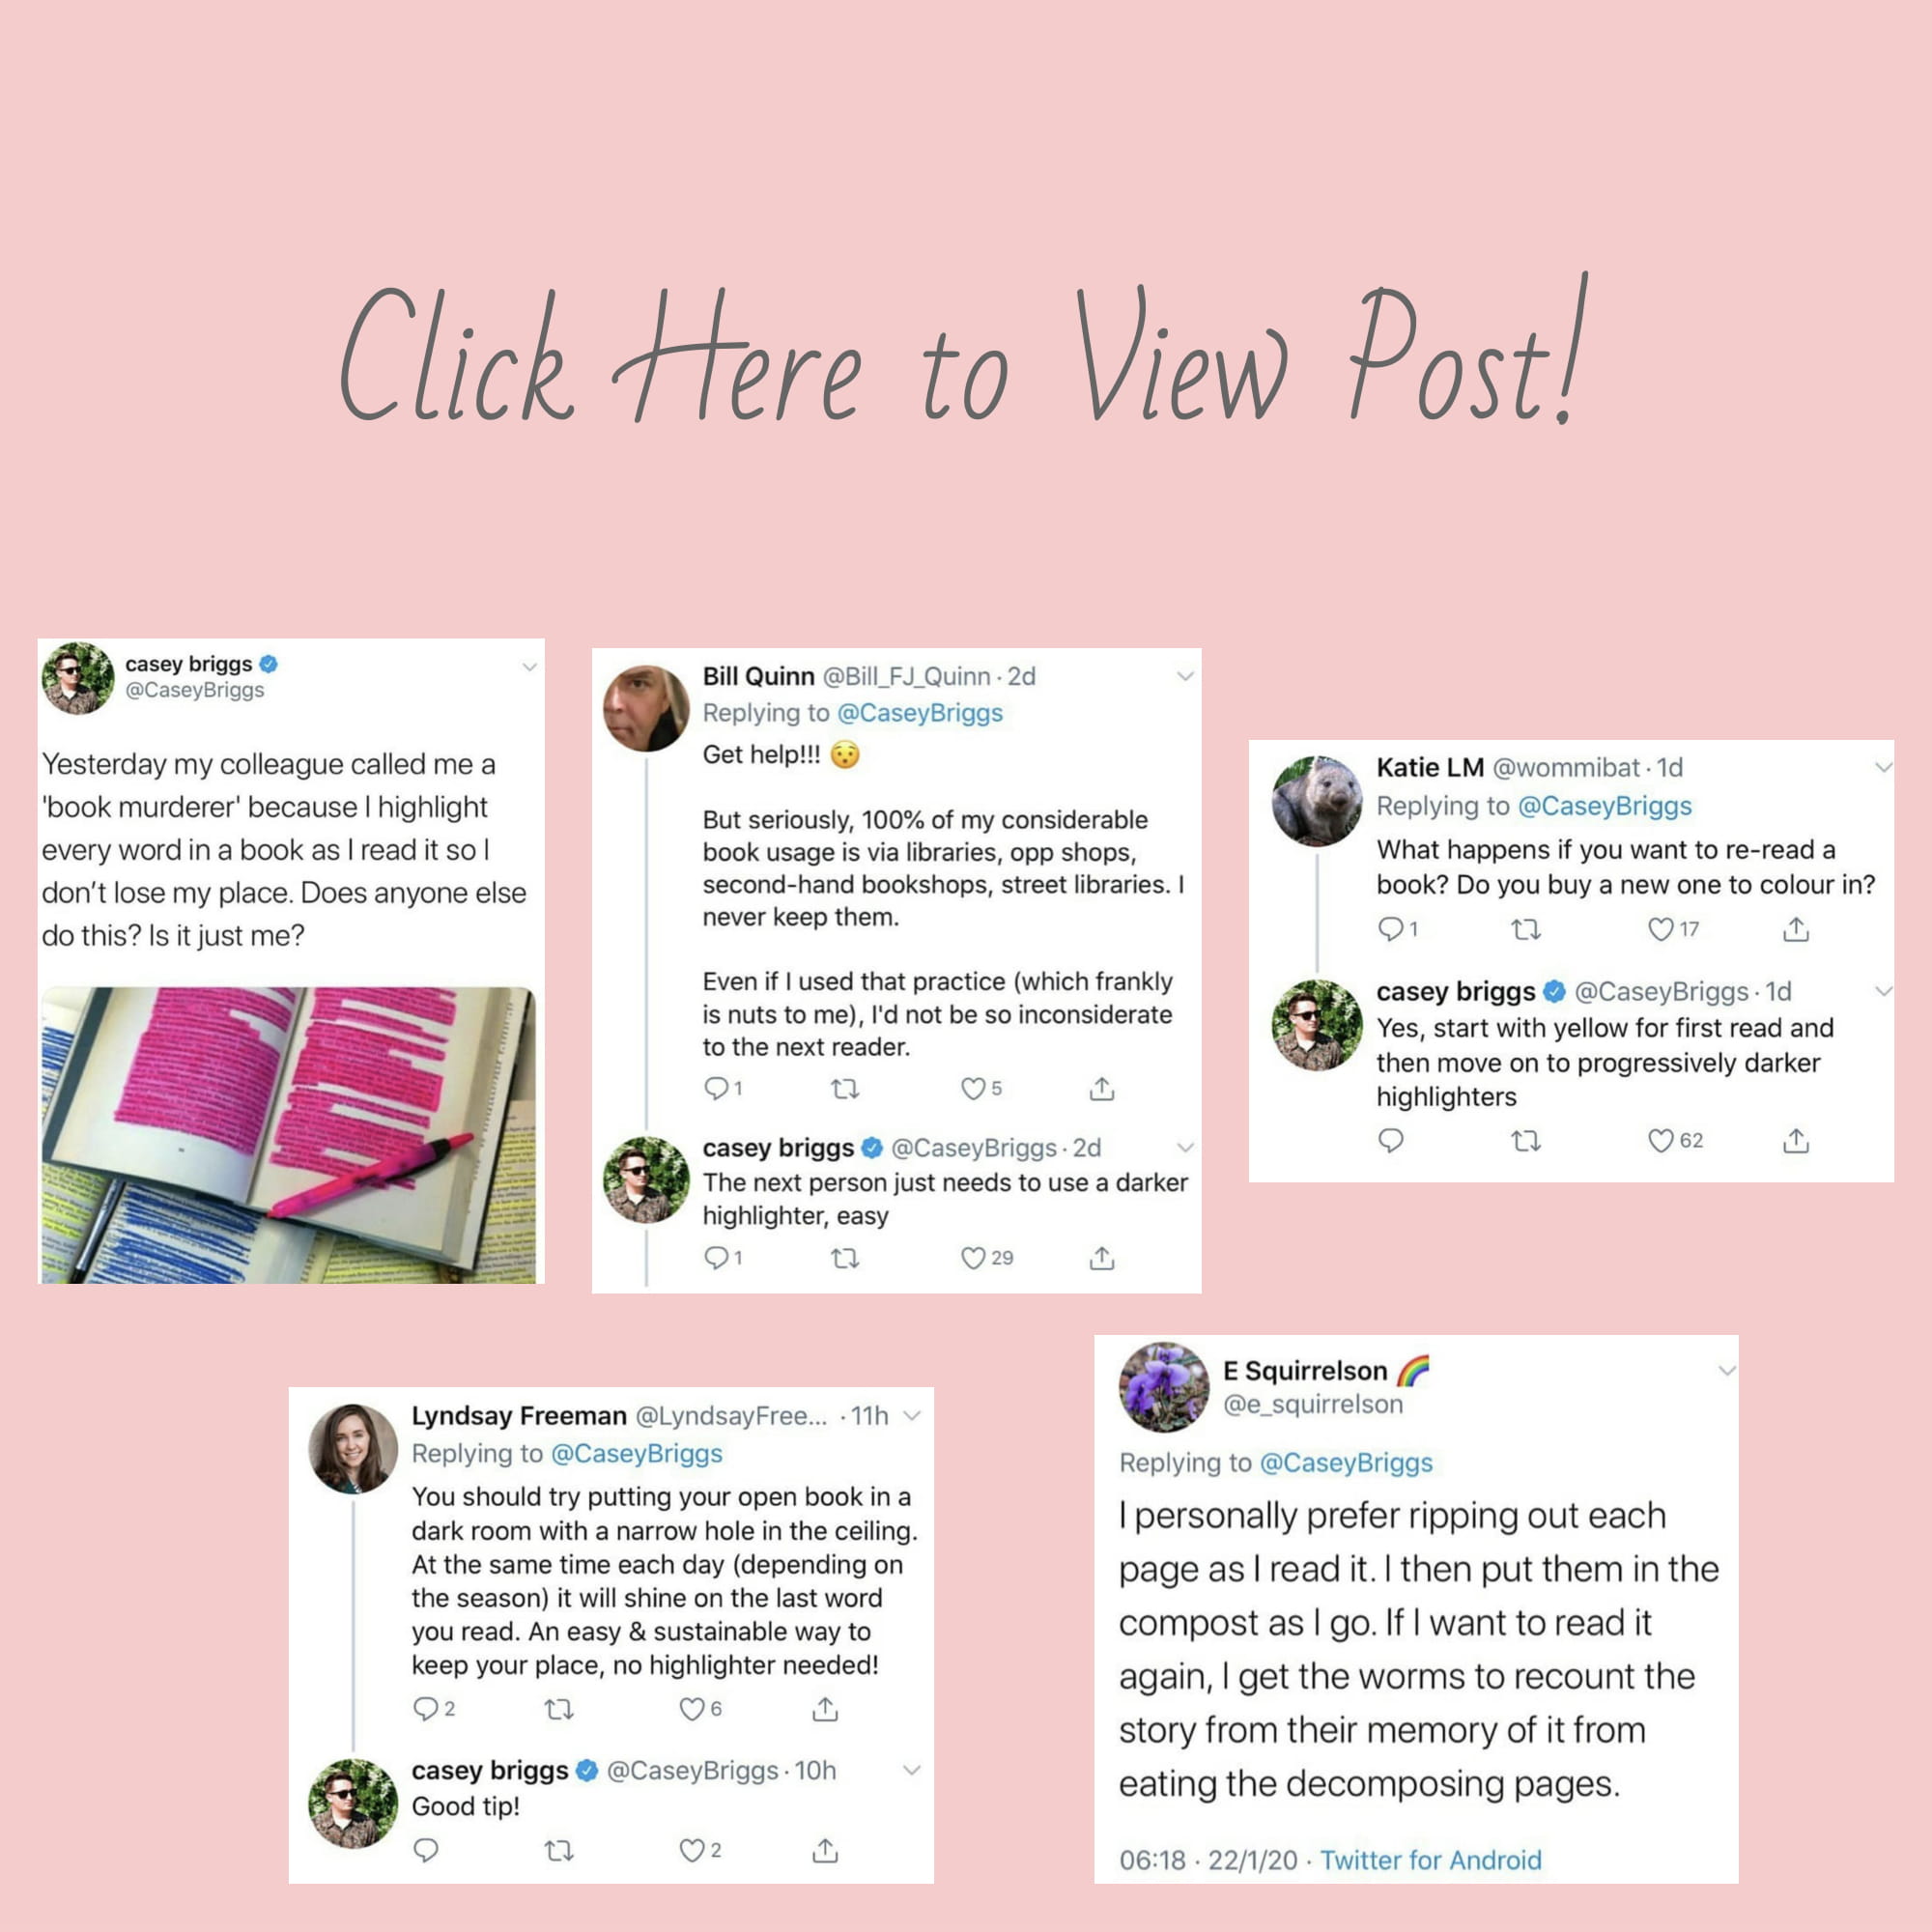 Click Here to View Post!
casey briggs
@CaseyBriggs
Yesterday my colleague called me a
'book murderer' because I highlight
every word in a book as I read it so I
don't lose my place. Does anyone else
do this? Is it just me?
Bill Quinn @Bill_FJ_Quinn · 2d
Replying to @CaseyBriggs
Get help!!! 😯
But seriously, 100% of my considerable
book usage is via libraries, opp shops,
second-hand bookshops, street libraries. I
never keep them.
Even if I used that practice (which frankly
is nuts to me), I'd not be so inconsiderate
to the next reader.
1 5
casey briggs @CaseyBriggs · 2d
The next person just needs to use a darker
highlighter, easy
1 29
Katie LM @wommibat · 1d
Replying to @CaseyBriggs
What happens if you want to re-read a
book? Do you buy a new one to colour in?
1 17
casey briggs @CaseyBriggs · 1d
Yes, start with yellow for first read and
then move on to progressively darker
highlighters
62
Lyndsay Freeman @LyndsayFree... · 11h
Replying to @CaseyBriggs
You should try putting your open book in a
dark room with a narrow hole in the ceiling.
At the same time each day (depending on
the season) it will shine on the last word
you read. An easy & sustainable way to
keep your place, no highlighter needed!
2 6
casey briggs @CaseyBriggs · 10h
Good tip!
2
E Squirrelson 🌈
@e_squirrelson
Replying to @CaseyBriggs
I personally prefer ripping out each
page as I read it. I then put them in the
compost as I go. If I want to read it
again, I get the worms to recount the
story from their memory of it from
eating the decomposing pages.
06:18 · 22/1/20 · Twitter for Android